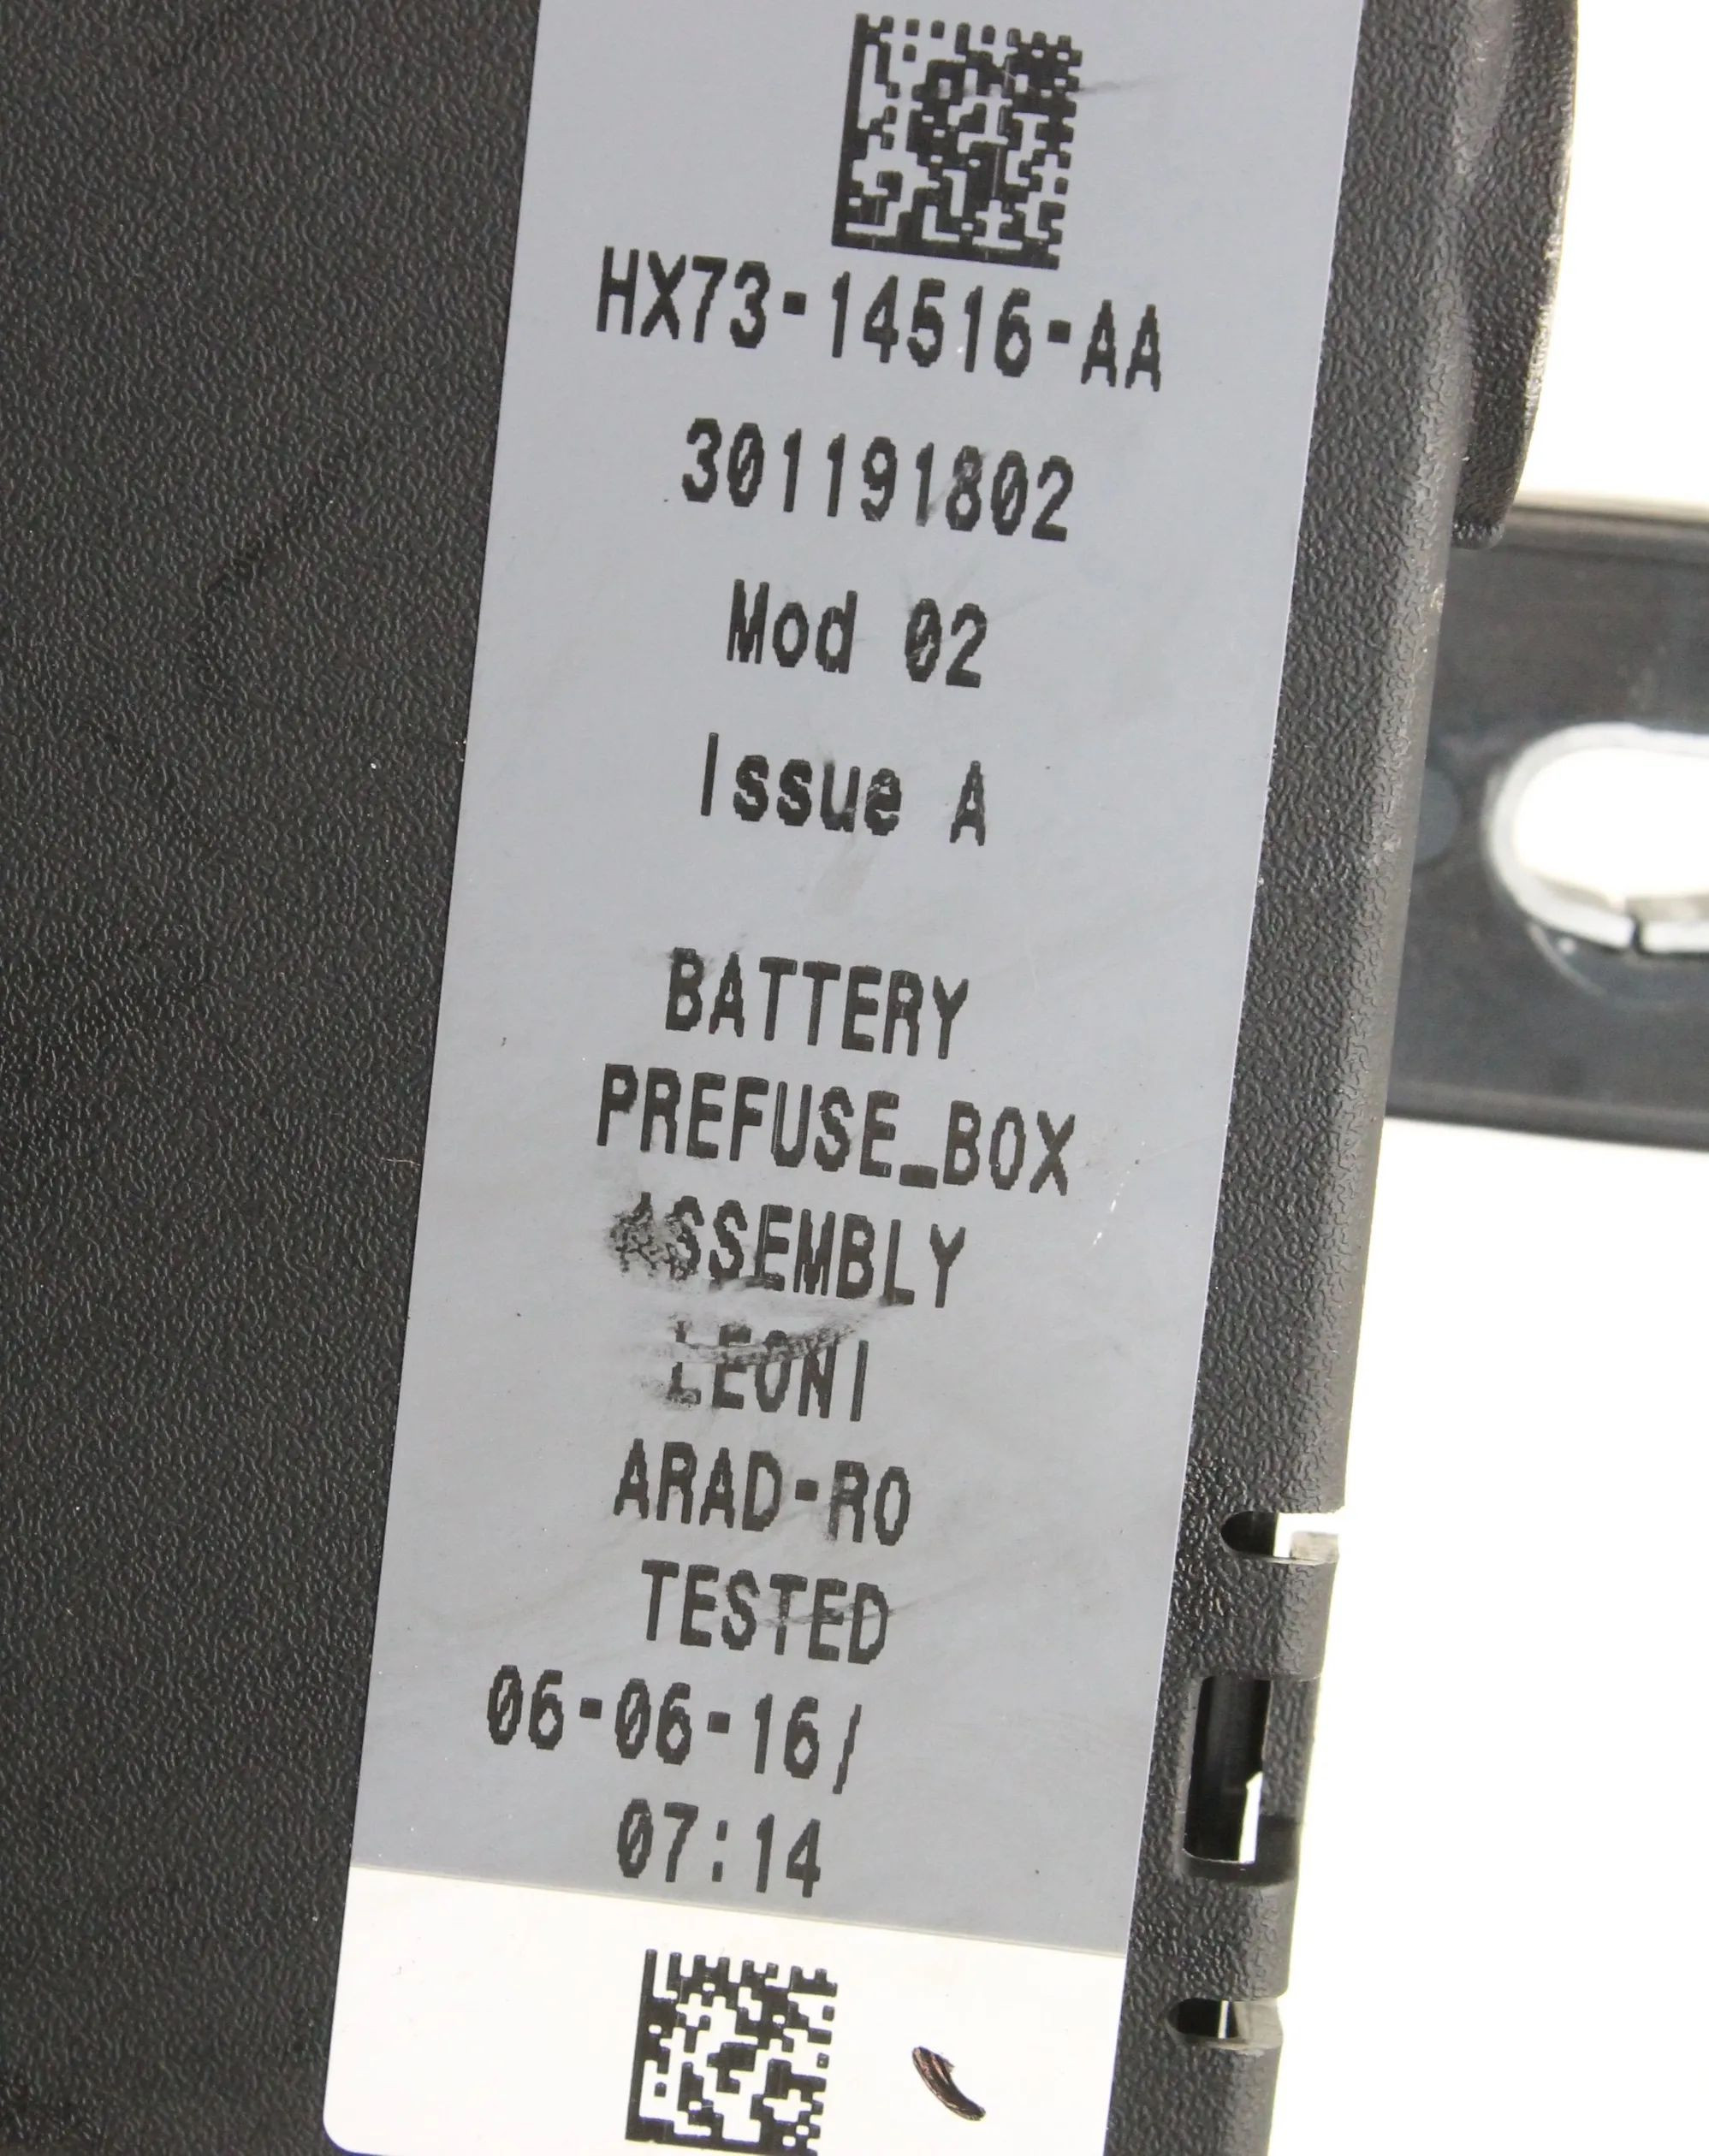 HX73-14516-AA
301191802
Mod 02
Issue A
BATTERY
PREFUSE_BOX
ASSEMBLY
LEONI
ARAD-RO
TESTED
06-06-16/
07:14